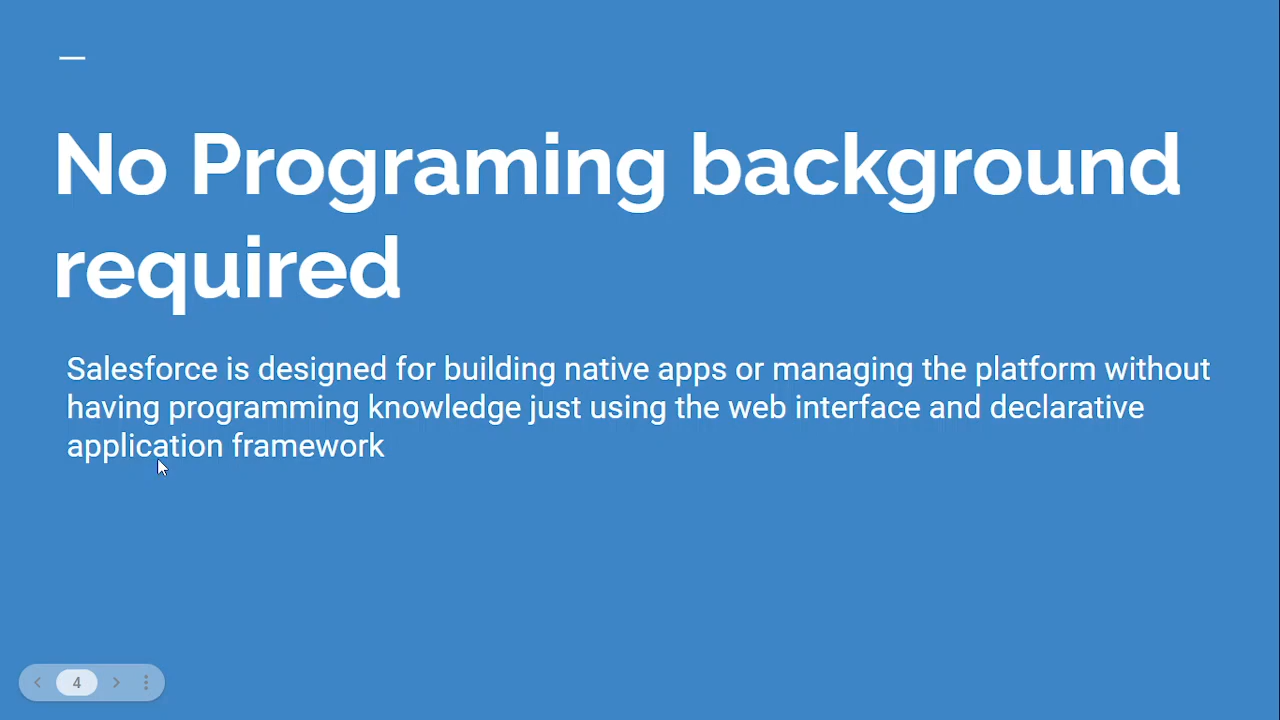 No Programing background
required
Salesforce is designed for building native apps or managing the platform without
having programming knowledge just using the web interface and declarative
application framework
4